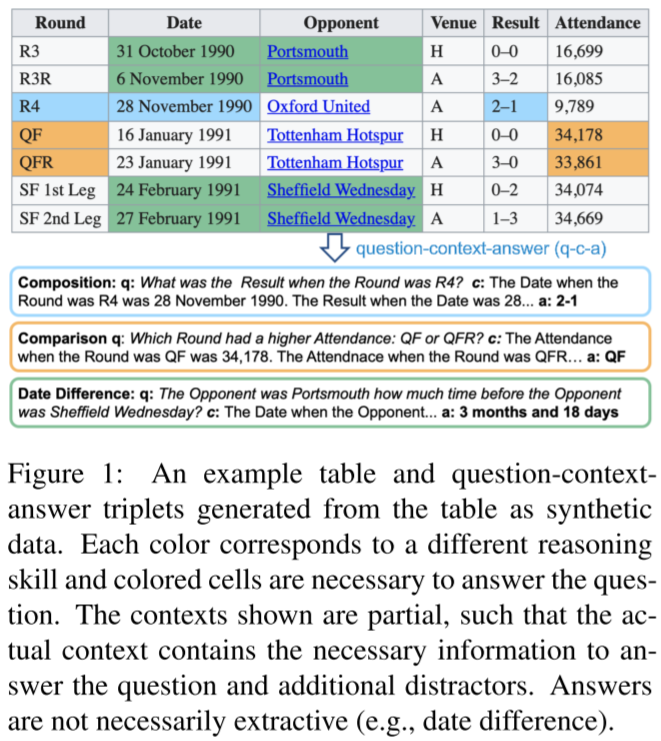 Round Date Opponent Venue Result Attendance
R3 31 October 1990 Portsmouth H 0–0 16,699
R3R 6 November 1990 Portsmouth A 3–2 16,085
R4 28 November 1990 Oxford United A 2–1 9,789
QF 16 January 1991 Tottenham Hotspur H 0–0 34,178
QFR 23 January 1991 Tottenham Hotspur A 3–0 33,861
SF 1st Leg 24 February 1991 Sheffield Wednesday H 0–2 34,074
SF 2nd Leg 27 February 1991 Sheffield Wednesday A 1–3 34,669
question-context-answer (q-c-a)
Composition: q: What was the Result when the Round was R4? c: The Date when the
Round was R4 was 28 November 1990. The Result when the Date was 28... a: 2-1
Comparison q: Which Round had a higher Attendance: QF or QFR? c: The Attendance
when the Round was QF was 34,178. The Attendnace when the Round was QFR... a: QF
Date Difference: q: The Opponent was Portsmouth how much time before the Opponent
was Sheffield Wednesday? c: The Date when the Opponent... a: 3 months and 18 days
Figure 1: An example table and question-context-
answer triplets generated from the table as synthetic
data. Each color corresponds to a different reasoning
skill and colored cells are necessary to answer the ques-
tion. The contexts shown are partial, such that the ac-
tual context contains the necessary information to an-
swer the question and additional distractors. Answers
are not necessarily extractive (e.g., date difference).